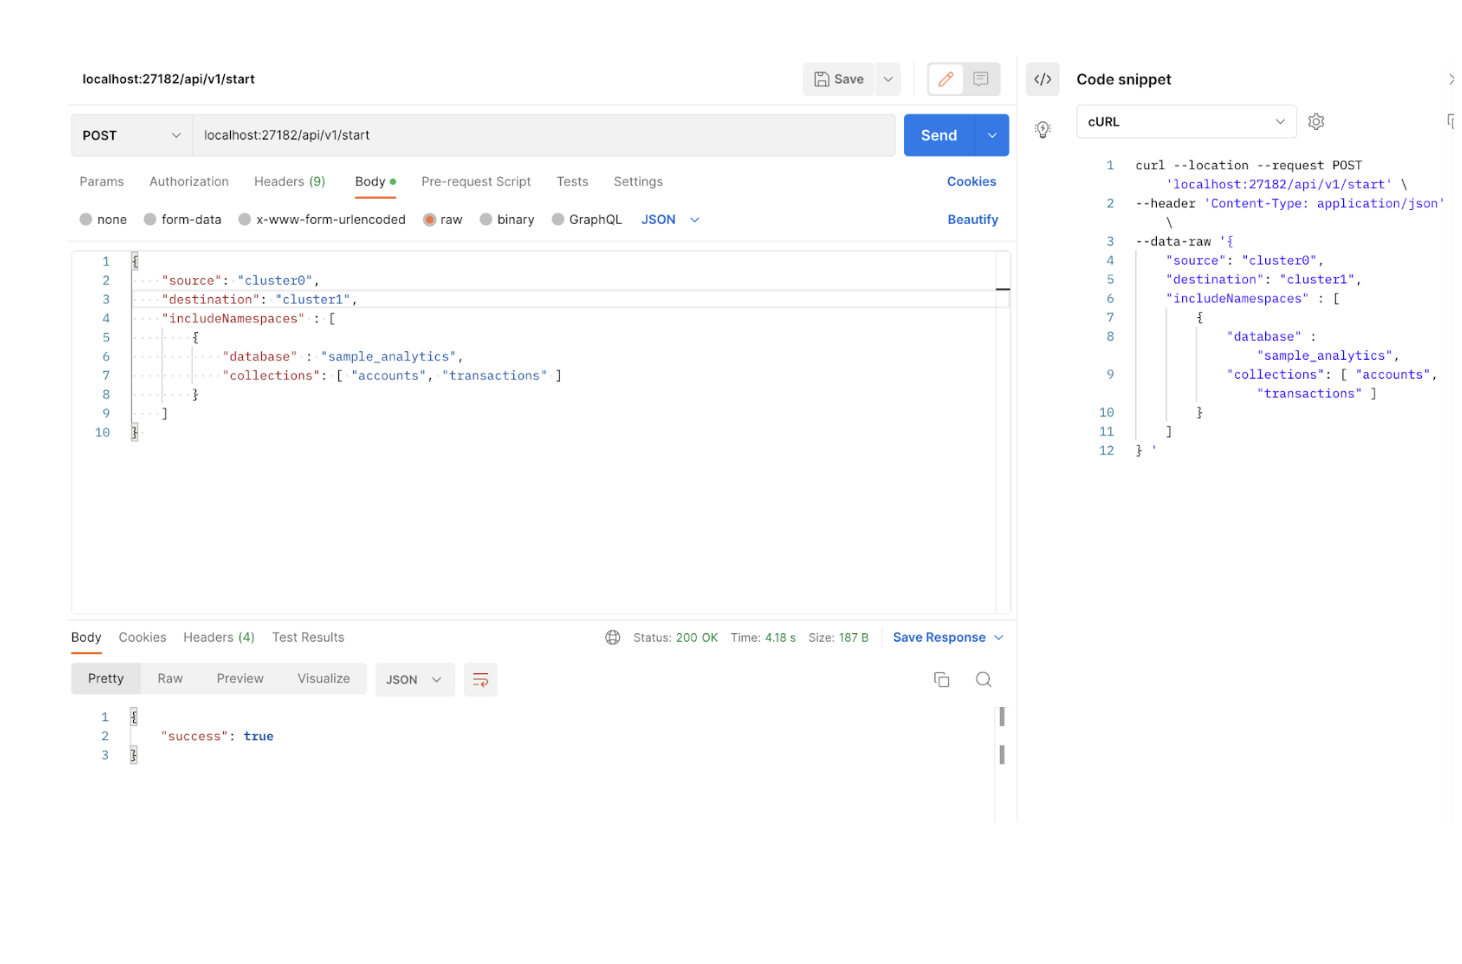 localhost:27182/api/v1/start
Save
Code snippet
POST
localhost:27182/api/v1/start
Send
cURL
Params Authorization Headers (9) Body Pre-request Script Tests Settings Cookies
none form-data x-www-form-urlencoded raw binary GraphQL JSON Beautify
1 {
2 "source": "cluster0",
3 "destination": "cluster1",
4 "includeNamespaces" : [
5 {
6 "database" : "sample_analytics",
7 "collections": [ "accounts", "transactions" ]
8 }
9 ]
10 }
1 curl --location --request POST
'localhost:27182/api/v1/start' \
2 --header 'Content-Type: application/json'
\
3 --data-raw '{
4 "source": "cluster0",
5 "destination": "cluster1",
6 "includeNamespaces" : [
7 {
8 "database" :
"sample_analytics",
9 "collections": [ "accounts",
"transactions" ]
10 }
11 ]
12 } '
Body Cookies Headers (4) Test Results Status: 200 OK Time: 4.18 s Size: 187 B Save Response
Pretty Raw Preview Visualize JSON
1 {
2 "success": true
3 }